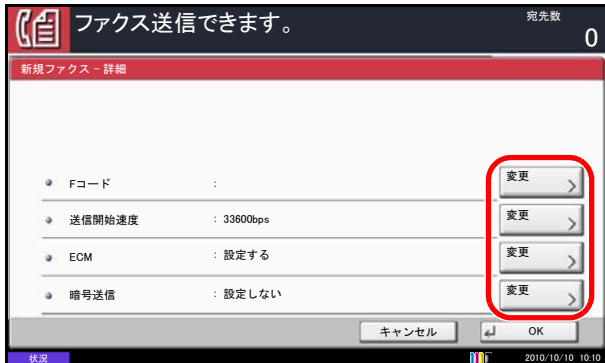 ファクス送信できます。
宛先数
0
新規ファクス - 詳細
Fコード : 変更
送信開始速度 : 33600bps 変更
ECM : 設定する 変更
暗号送信 : 設定しない 変更
キャンセル OK
状況 2010/10/10 10:10